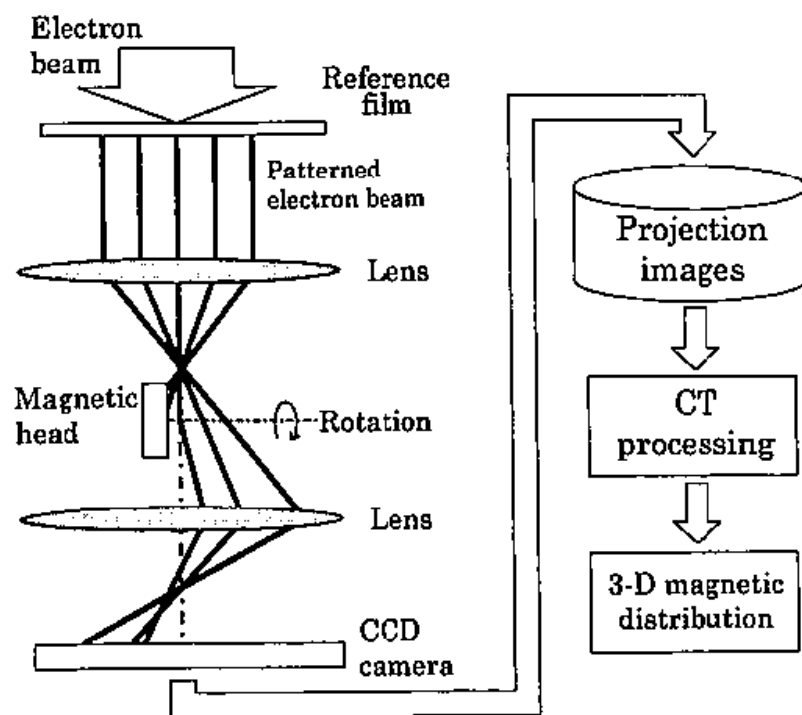 Electron
beam
Reference
film
Patterned
electron beam
Lens
Magnetic
head
Rotation
Lens
CCD
camera
Projection
images
CT
processing
3-D magnetic
distribution